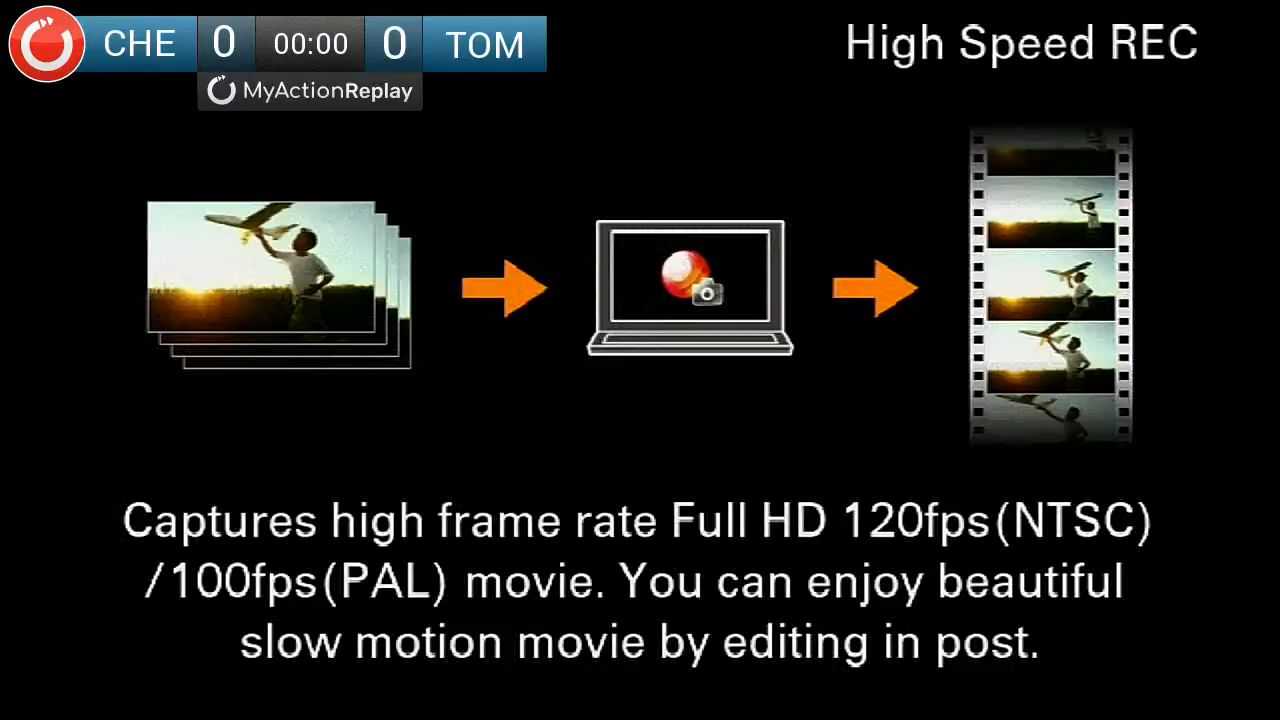 CHE 0 00:00 0 TOM
MyActionReplay
High Speed REC
Captures high frame rate Full HD 120fps(NTSC)
/100fps(PAL) movie. You can enjoy beautiful
slow motion movie by editing in post.